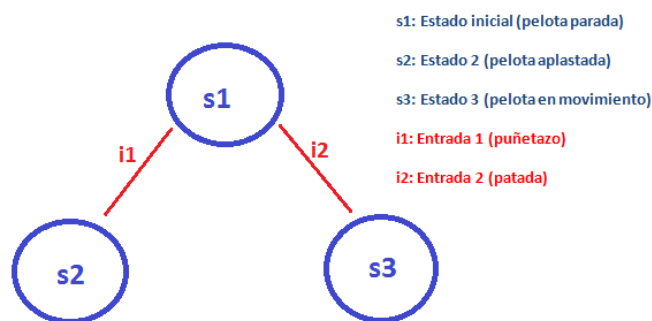 s1: Estado inicial (pelota parada)
s2: Estado 2 (pelota aplastada)
s3: Estado 3 (pelota en movimiento)
i1: Entrada 1 (puñetazo)
i2: Entrada 2 (patada)
s1
i1
i2
s2
s3